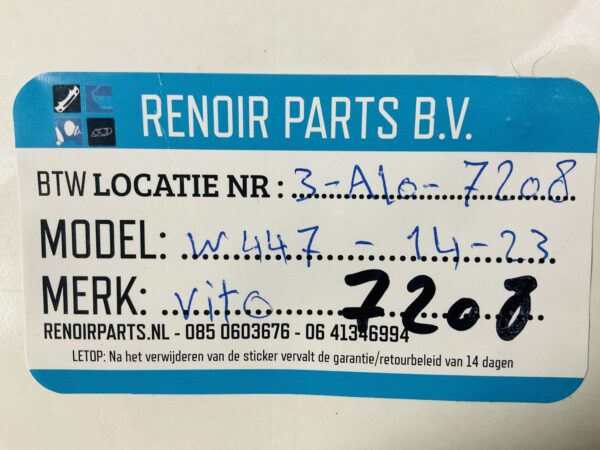 RENOIR PARTS B.V.
BTW LOCATIE NR : 3-A10-7208
MODEL: W447 - 14-23
MERK: vito 7208
RENOIRPARTS.NL - 085 0603676 - 06 41346994
LETOP: Na het verwijderen van de sticker vervalt de garantie/retourbeleid van 14 dagen